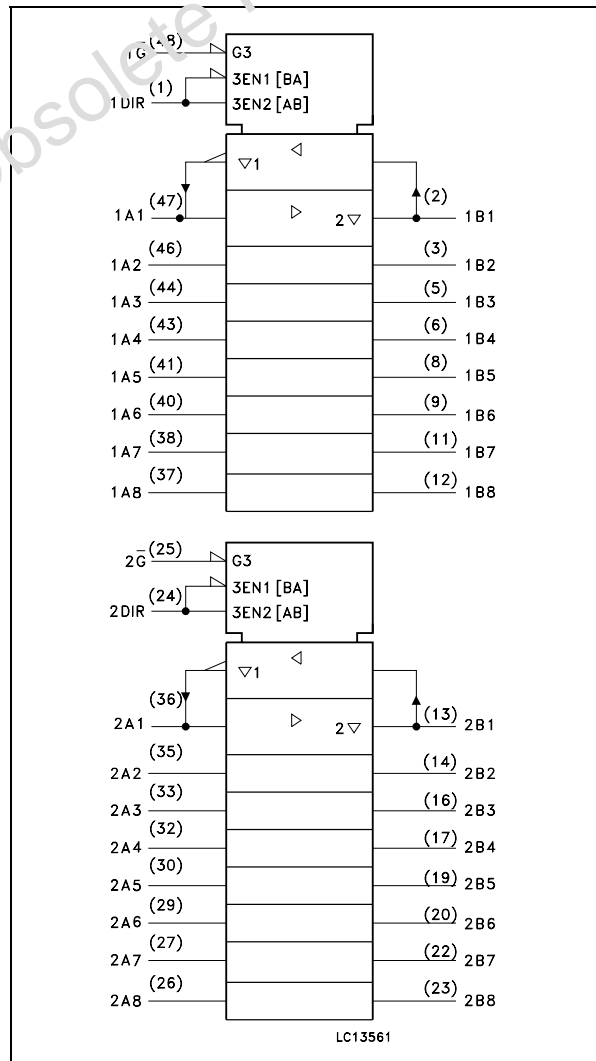 obsolete
1G̅ (48) G3
3EN1 [BA]
1DIR (1) 3EN2 [AB]
▽1 ◁
1A1 (47) ▷ 2▽ (2) 1B1
1A2 (46) (3) 1B2
1A3 (44) (5) 1B3
1A4 (43) (6) 1B4
1A5 (41) (8) 1B5
1A6 (40) (9) 1B6
1A7 (38) (11) 1B7
1A8 (37) (12) 1B8
2G̅ (25) G3
3EN1 [BA]
2DIR (24) 3EN2 [AB]
▽1 ◁
2A1 (36) ▷ 2▽ (13) 2B1
2A2 (35) (14) 2B2
2A3 (33) (16) 2B3
2A4 (32) (17) 2B4
2A5 (30) (19) 2B5
2A6 (29) (20) 2B6
2A7 (27) (22) 2B7
2A8 (26) (23) 2B8
LC13561